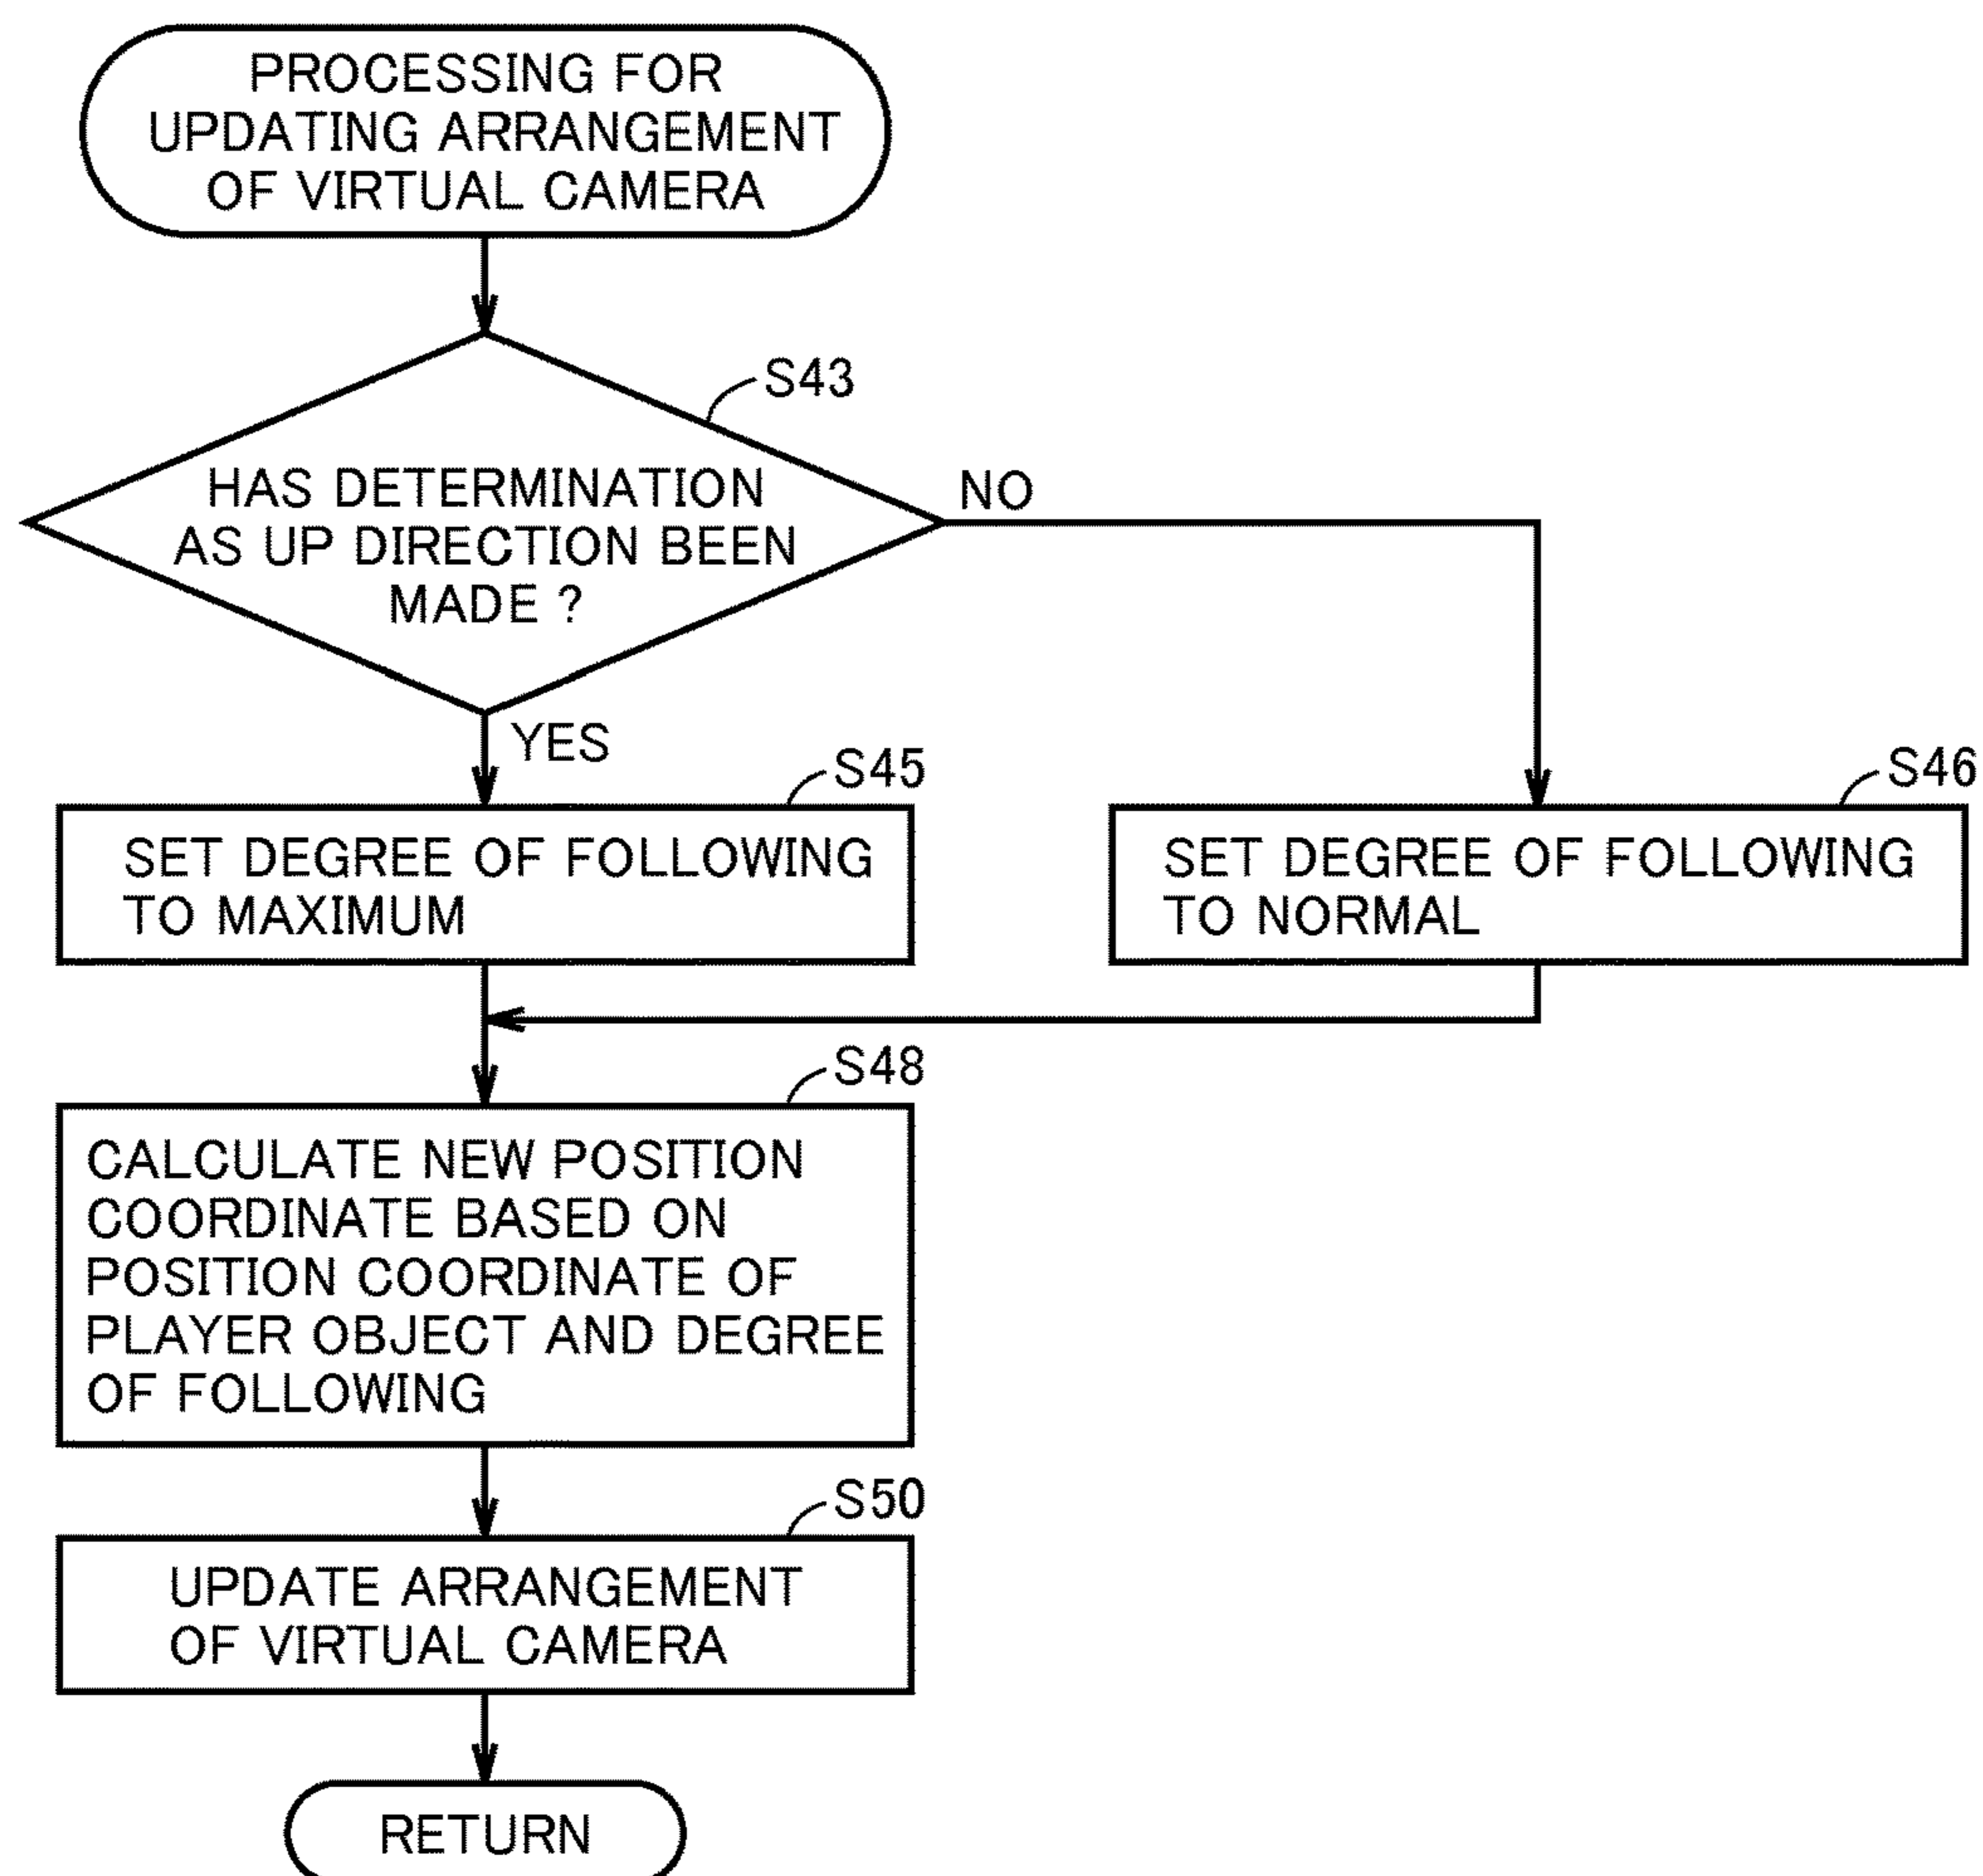 PROCESSING FOR
UPDATING ARRANGEMENT
OF VIRTUAL CAMERA
S43
HAS DETERMINATION
AS UP DIRECTION BEEN
MADE ?
NO
YES
S45
SET DEGREE OF FOLLOWING
TO MAXIMUM
S46
SET DEGREE OF FOLLOWING
TO NORMAL
S48
CALCULATE NEW POSITION
COORDINATE BASED ON
POSITION COORDINATE OF
PLAYER OBJECT AND DEGREE
OF FOLLOWING
S50
UPDATE ARRANGEMENT
OF VIRTUAL CAMERA
RETURN